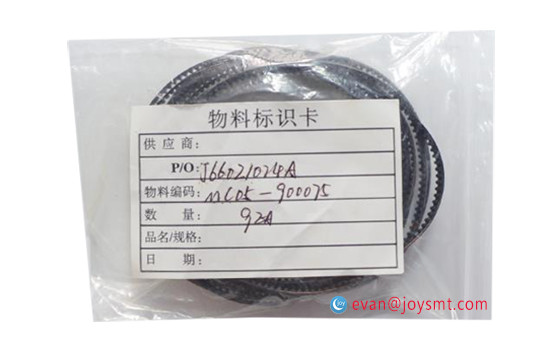 物料标识卡
供 应 商:
P/O: J66021024A
物料编码: MC05-900075
数 量:
品名/规格:
日 期:
joy evan@joysmt.com